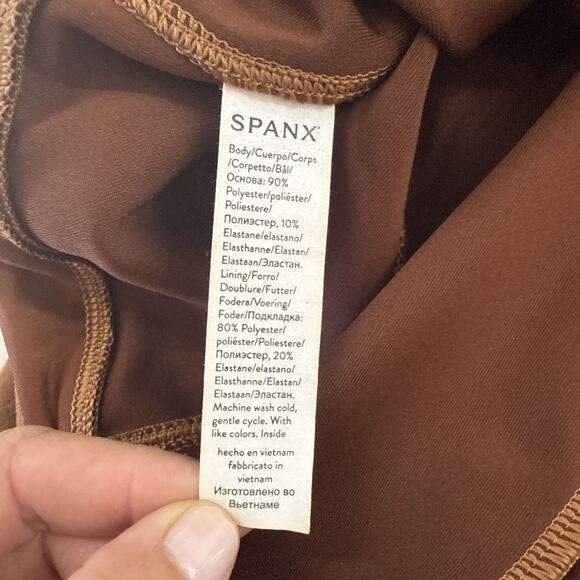 SPANX
Body/Cuerpo/Corps
/Corpetto/Bål/
Основа: 90%
Polyester/poliéster/
Poliestere/
Полиэстер, 10%
Elastane/elastano/
Elasthanne/Elastan/
Elastaan/Эластан.
Lining/Forro/
Doublure/Futter/
Fodera/Voering/
Foder/Подкладка:
80% Polyester/
poliéster/Poliestere/
Полиэстер, 20%
Elastane/elastano/
Elasthanne/Elastan/
Elastaan/Эластан.
Machine wash cold,
gentle cycle. With
like colors. Inside
hecho en vietnam
fabbricato in
vietnam
Изготовлено во
Вьетнаме